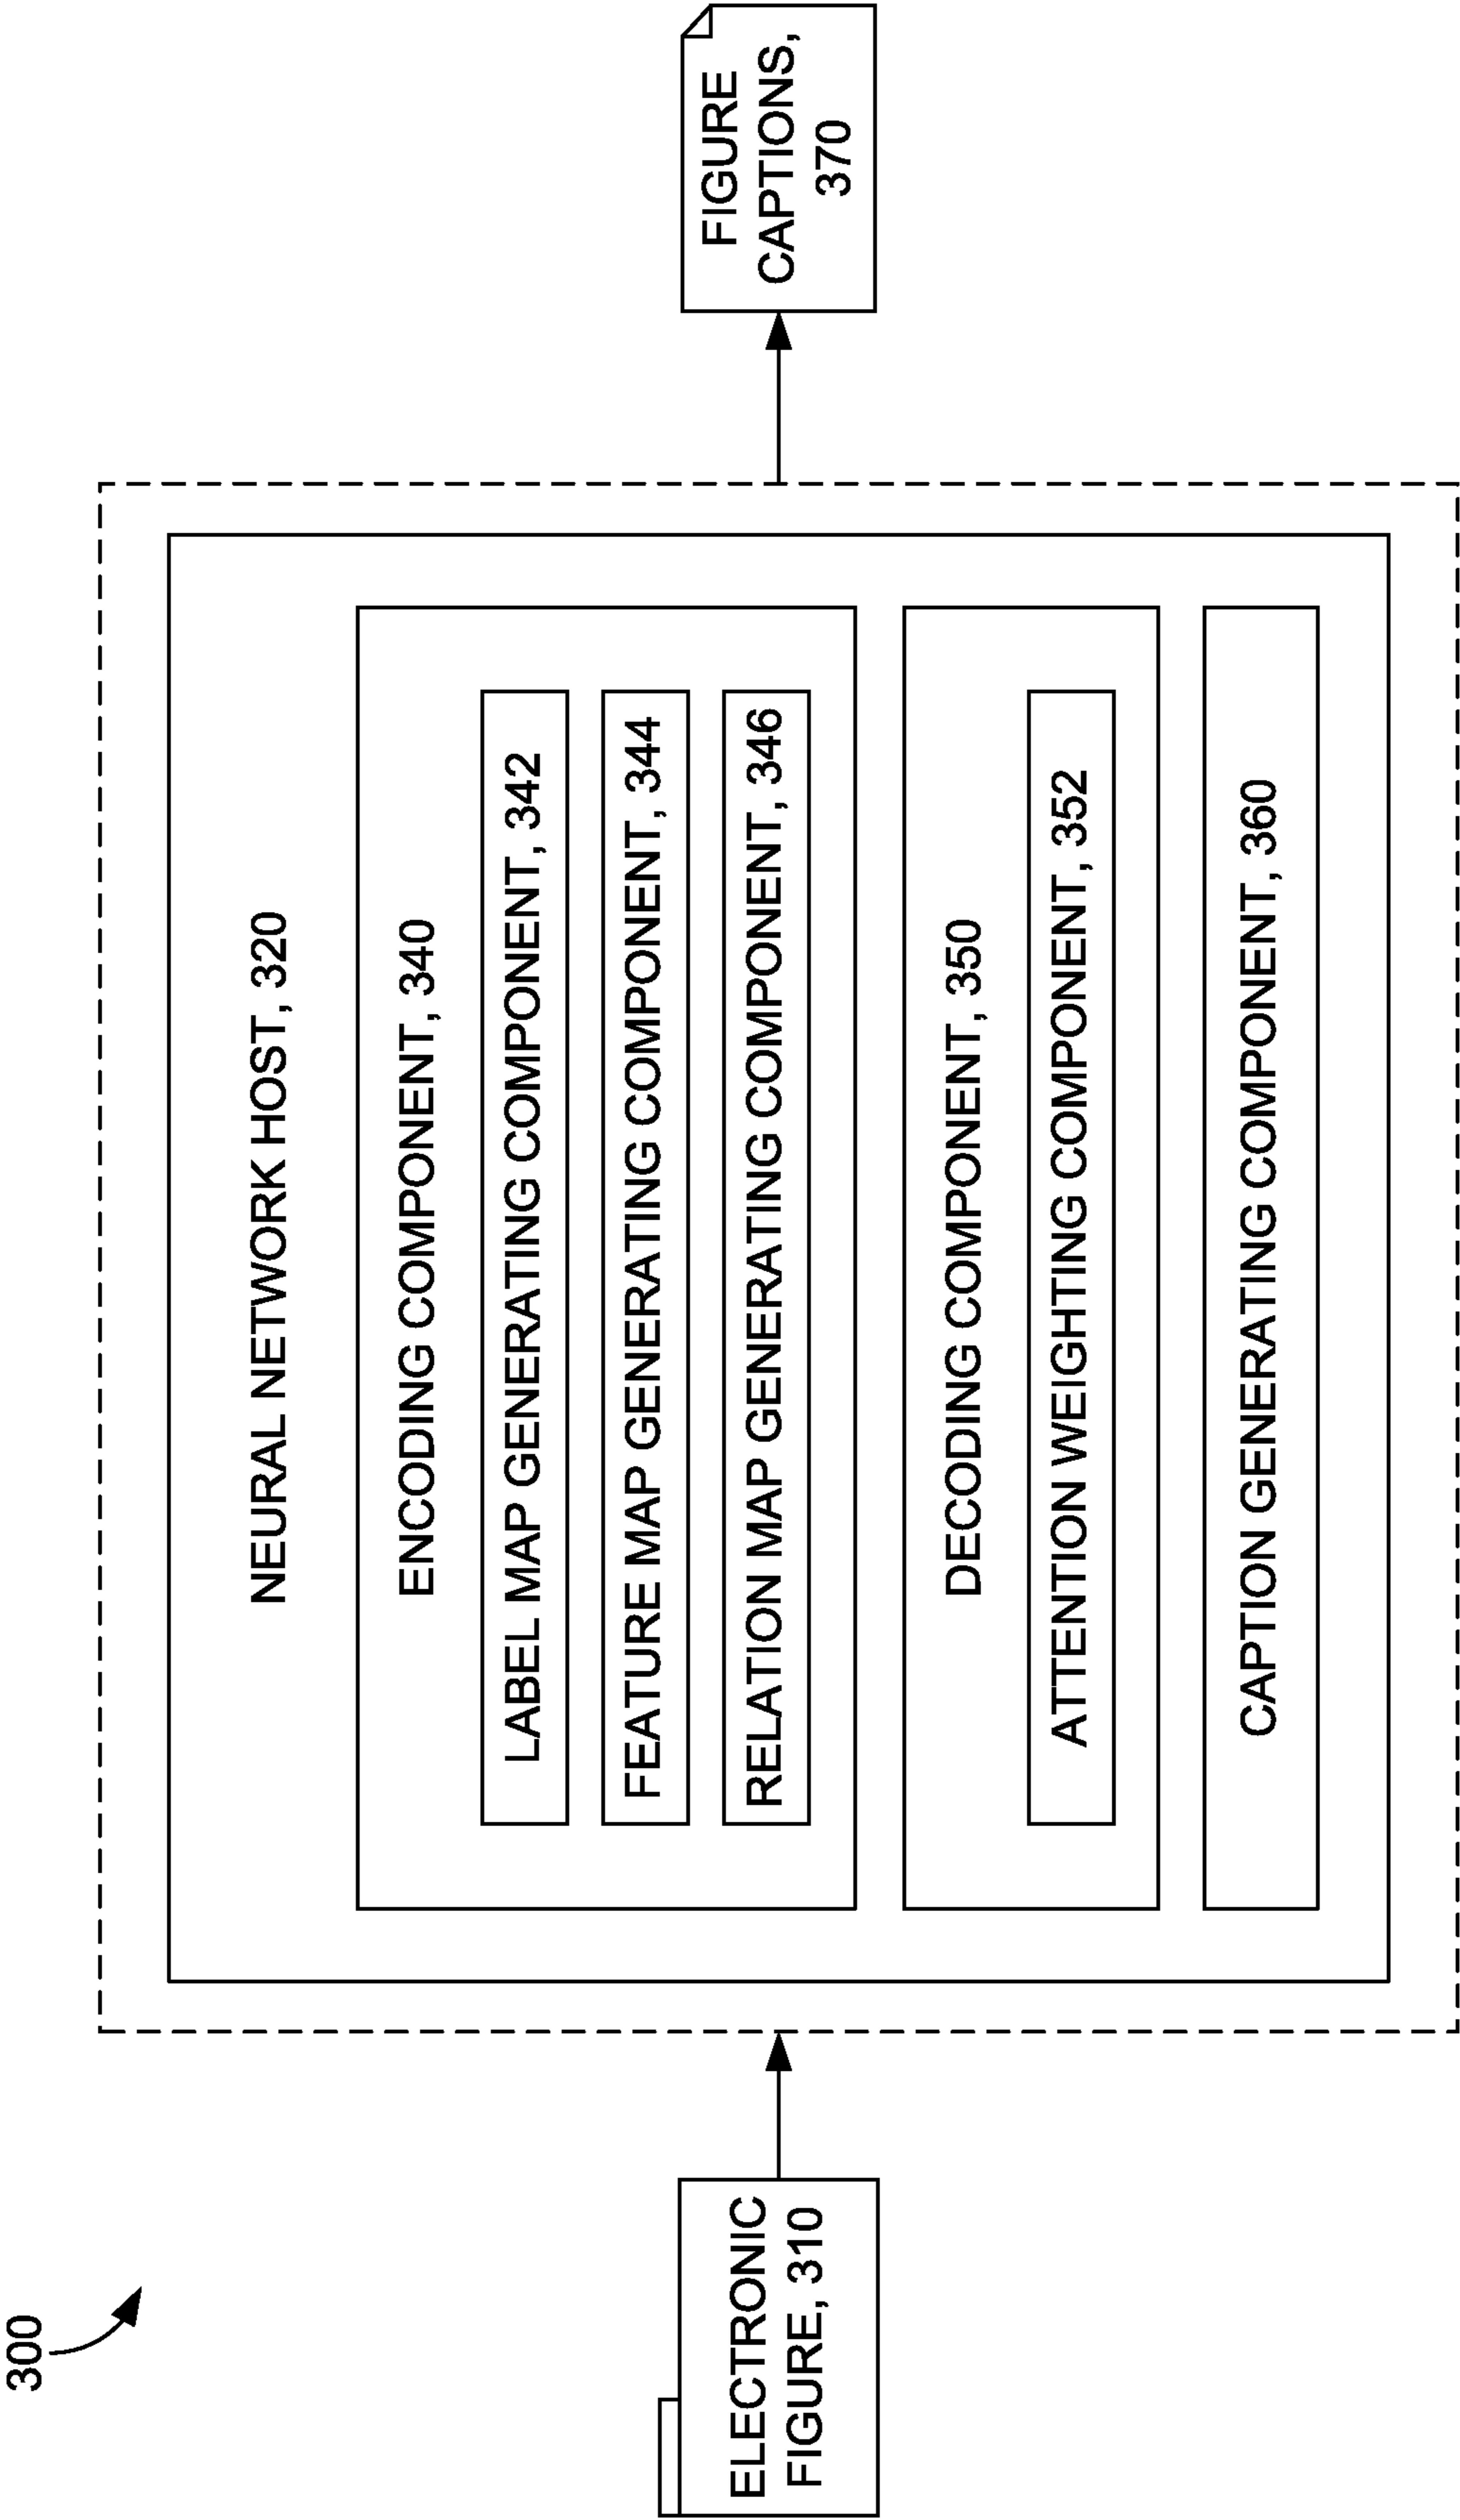 300
ELECTRONIC
FIGURE, 310
NEURAL NETWORK HOST, 320
ENCODING COMPONENT, 340
LABEL MAP GENERATING COMPONENT, 342
FEATURE MAP GENERATING COMPONENT, 344
RELATION MAP GENERATING COMPONENT, 346
DECODING COMPONENT, 350
ATTENTION WEIGHTING COMPONENT, 352
CAPTION GENERATING COMPONENT, 360
FIGURE
CAPTIONS,
370